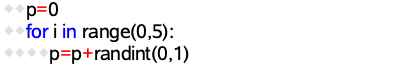 p=0
  for i in range(0,5):
    p=p+randint(0,1)